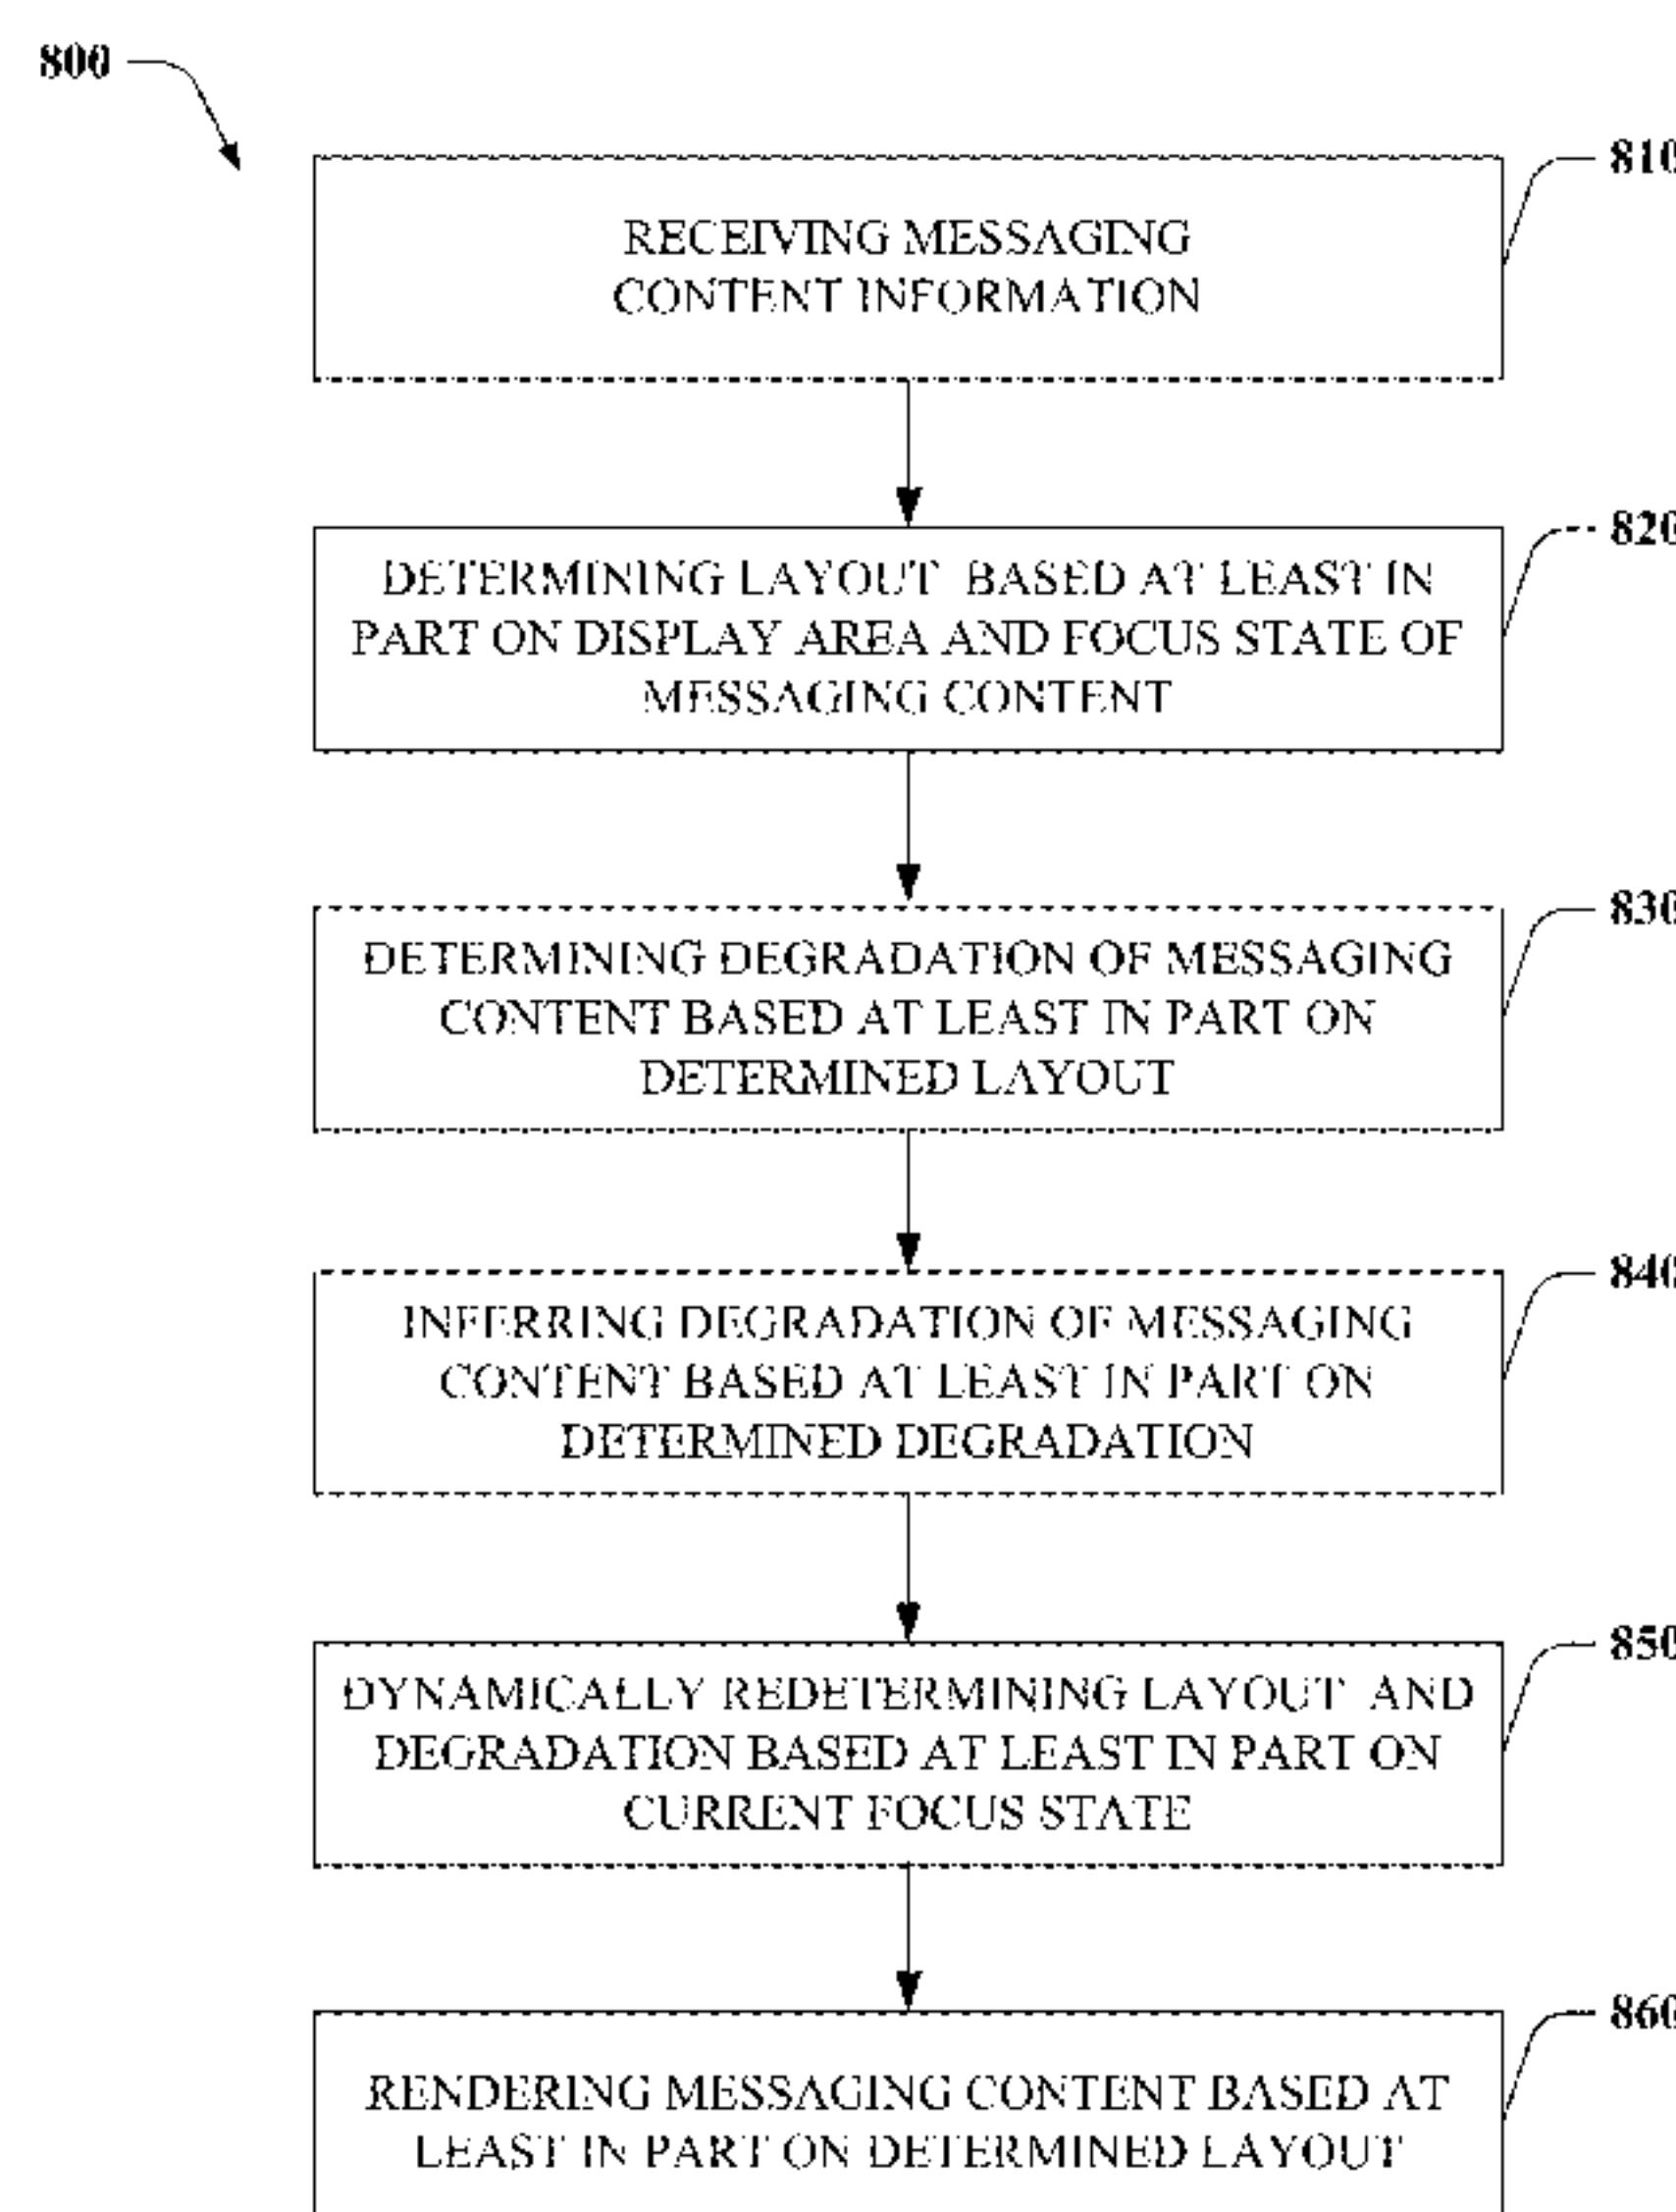 800
810
RECEIVING MESSAGING
CONTENT INFORMATION
820
DETERMINING LAYOUT BASED AT LEAST IN
PART ON DISPLAY AREA AND FOCUS STATE OF
MESSAGING CONTENT
830
DETERMINING DEGRADATION OF MESSAGING
CONTENT BASED AT LEAST IN PART ON
DETERMINED LAYOUT
840
INFERRING DEGRADATION OF MESSAGING
CONTENT BASED AT LEAST IN PART ON
DETERMINED DEGRADATION
850
DYNAMICALLY REDETERMINING LAYOUT AND
DEGRADATION BASED AT LEAST IN PART ON
CURRENT FOCUS STATE
860
RENDERING MESSAGING CONTENT BASED AT
LEAST IN PART ON DETERMINED LAYOUT